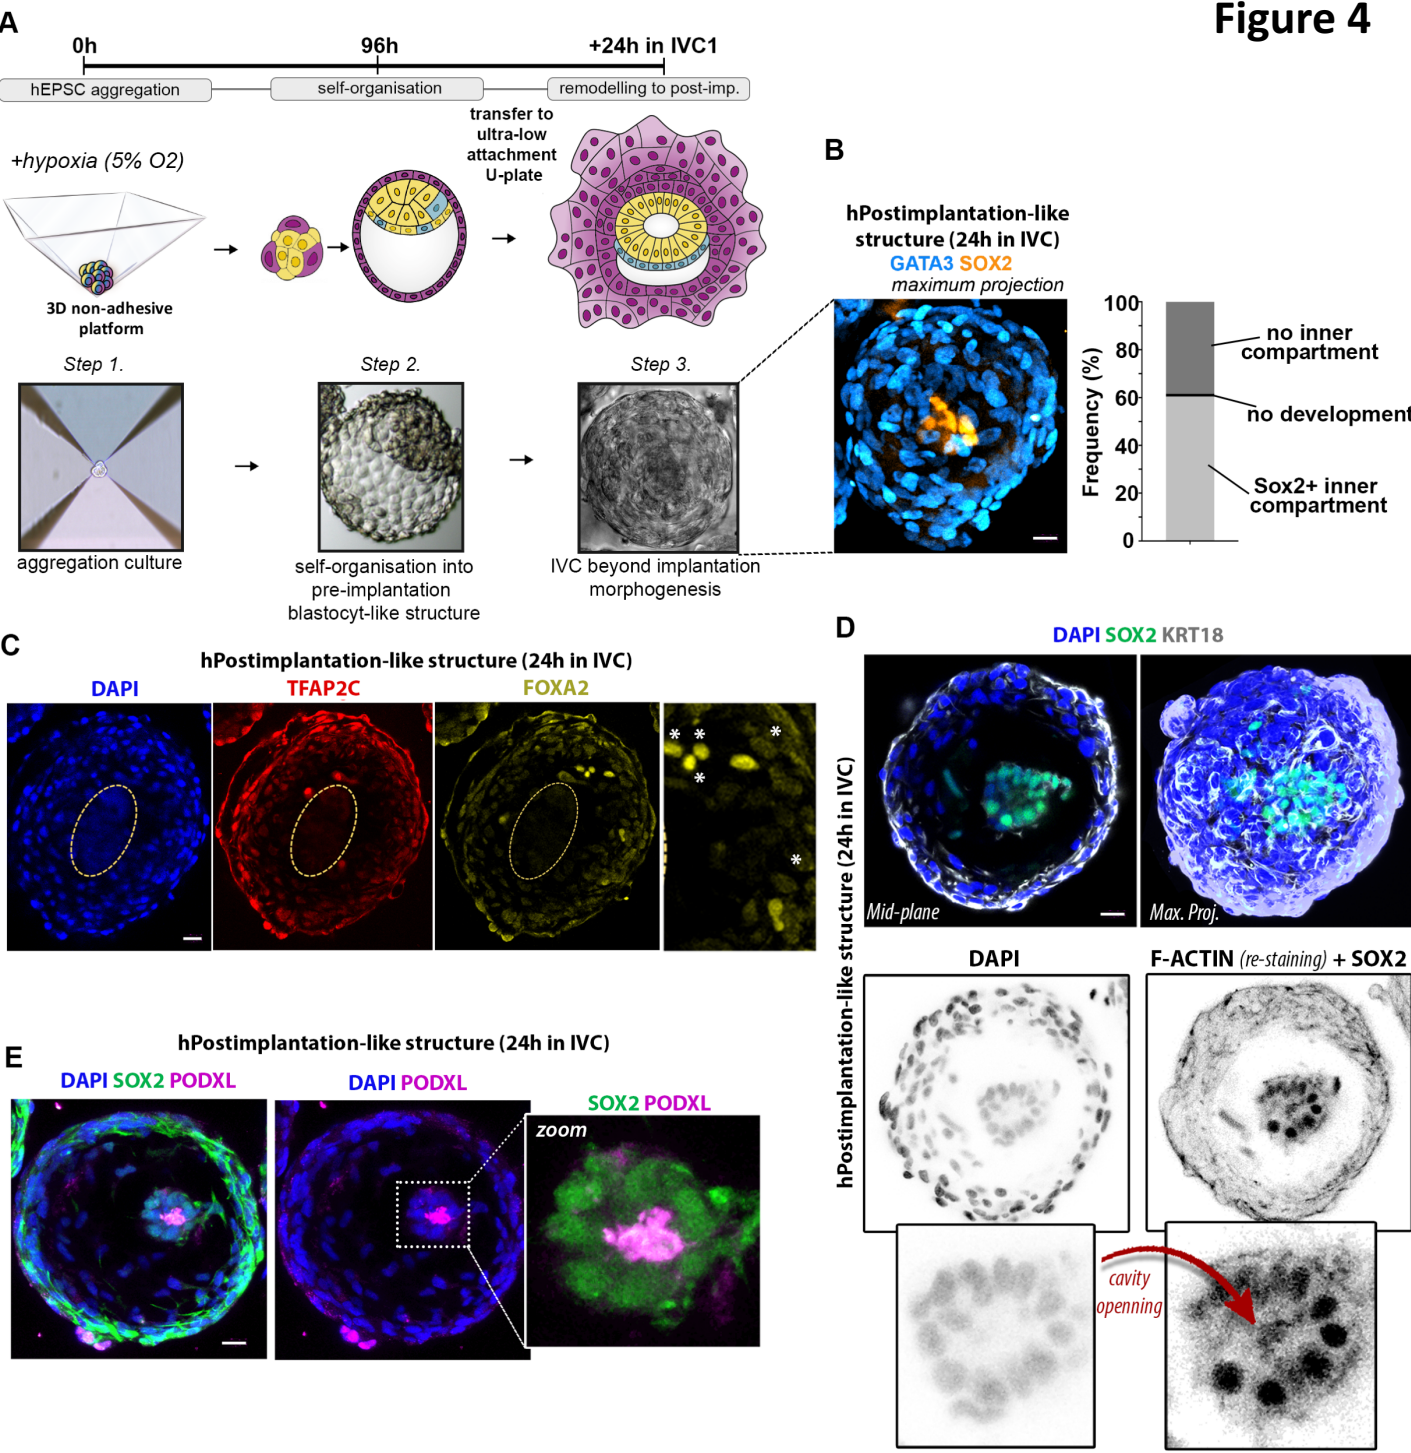 Figure 4
A
0h 96h +24h in IVC1
hEPSC aggregation self-organisation remodelling to post-imp.
+hypoxia (5% O2)
transfer to
ultra-low
attachment
U-plate
3D non-adhesive
platform
Step 1. Step 2. Step 3.
aggregation culture
self-organisation into
pre-implantation
blastocyt-like structure
IVC beyond implantation
morphogenesis
B
hPostimplantation-like
structure (24h in IVC)
GATA3 SOX2
maximum projection
Frequency (%)
100
80
60
40
20
0
no inner
compartment
no development
Sox2+ inner
compartment
C
hPostimplantation-like structure (24h in IVC)
DAPI TFAP2C FOXA2
* * *
*
*
D
DAPI SOX2 KRT18
hPostimplantation-like structure (24h in IVC)
Mid-plane Max. Proj.
DAPI F-ACTIN (re-staining) + SOX2
cavity
openning
E
hPostimplantation-like structure (24h in IVC)
DAPI SOX2 PODXL DAPI PODXL SOX2 PODXL
zoom